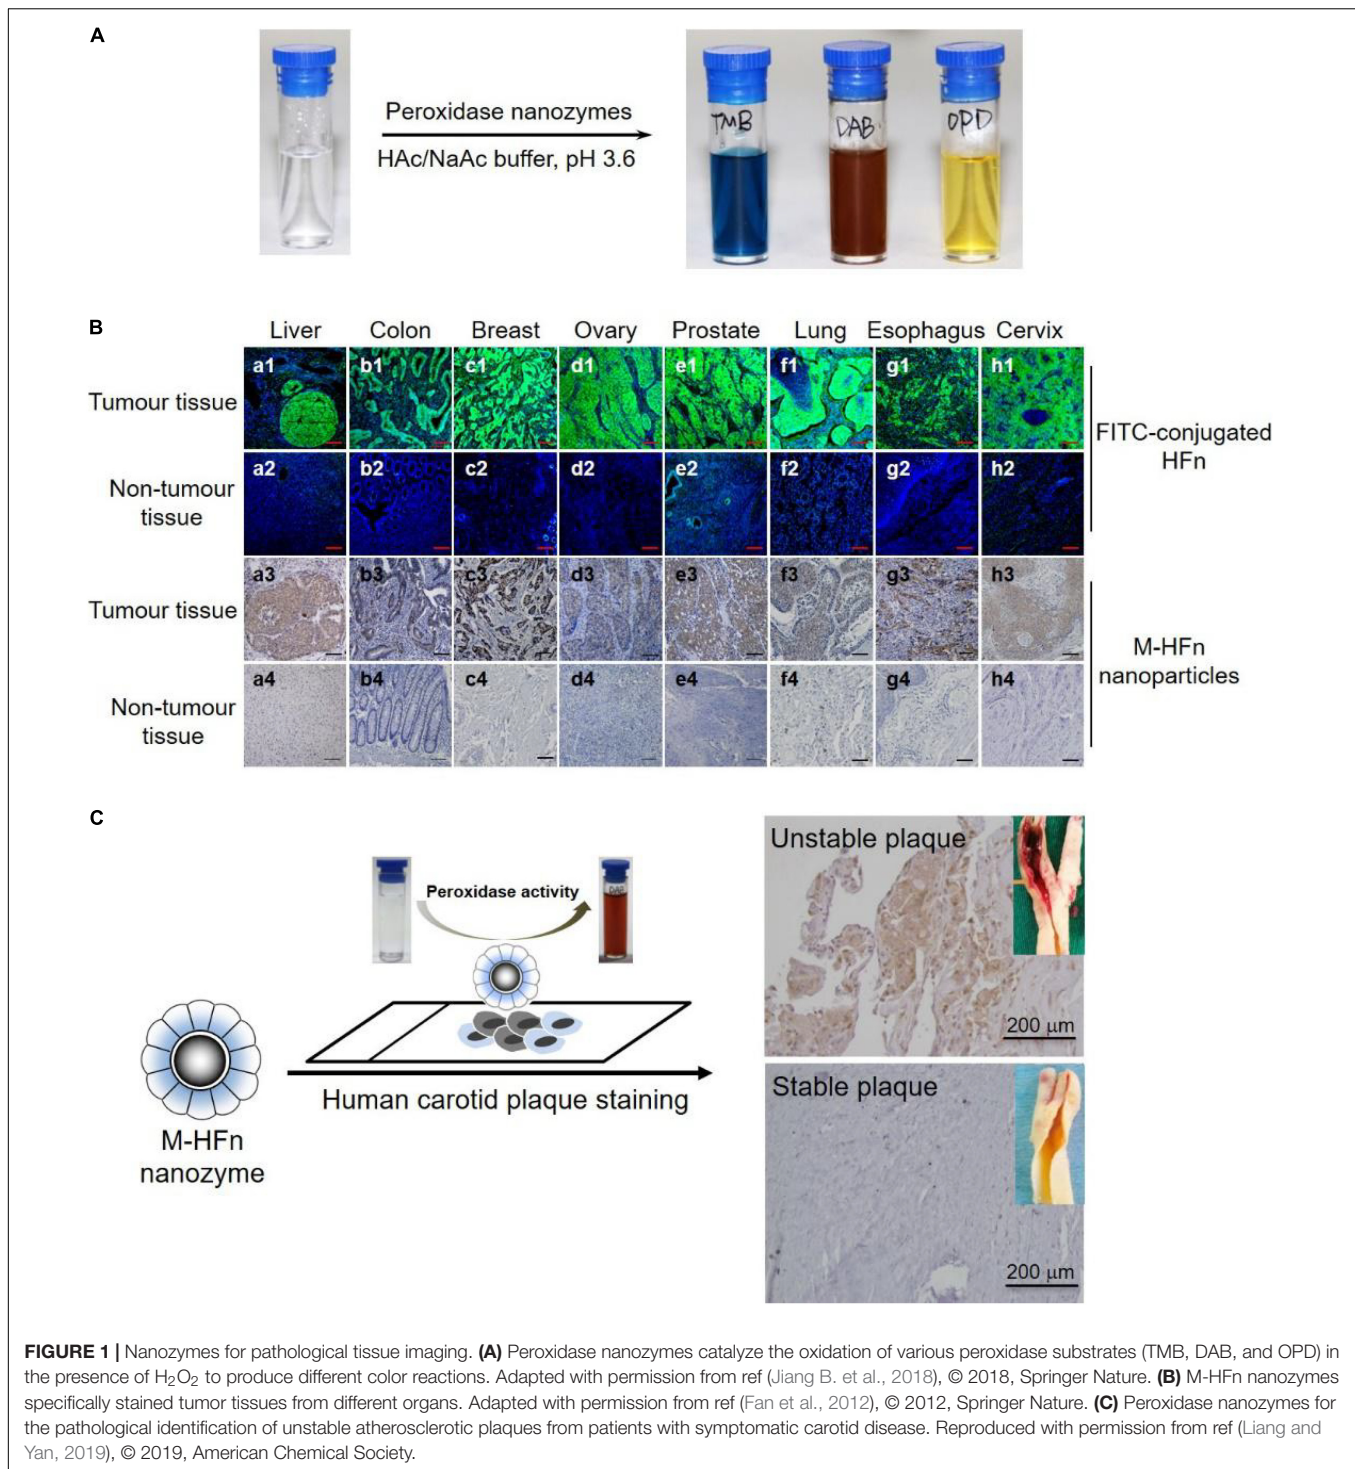 A
Peroxidase nanozymes
HAc/NaAc buffer, pH 3.6
TMB DAB. OPD
B
Liver Colon Breast Ovary Prostate Lung Esophagus Cervix
a1 b1 c1 d1 e1 f1 g1 h1
Tumour tissue
FITC-conjugated
HFn
a2 b2 c2 d2 e2 f2 g2 h2
Non-tumour
tissue
a3 b3 c3 d3 e3 f3 g3 h3
Tumour tissue
M-HFn
nanoparticles
a4 b4 c4 d4 e4 f4 g4 h4
Non-tumour
tissue
C
Peroxidase activity
DAB
M-HFn
nanozyme
Human carotid plaque staining
Unstable plaque
200 μm
Stable plaque
200 μm
FIGURE 1 | Nanozymes for pathological tissue imaging. (A) Peroxidase nanozymes catalyze the oxidation of various peroxidase substrates (TMB, DAB, and OPD) in
the presence of H₂O₂ to produce different color reactions. Adapted with permission from ref (Jiang B. et al., 2018), © 2018, Springer Nature. (B) M-HFn nanozymes
specifically stained tumor tissues from different organs. Adapted with permission from ref (Fan et al., 2012), © 2012, Springer Nature. (C) Peroxidase nanozymes for
the pathological identification of unstable atherosclerotic plaques from patients with symptomatic carotid disease. Reproduced with permission from ref (Liang and
Yan, 2019), © 2019, American Chemical Society.